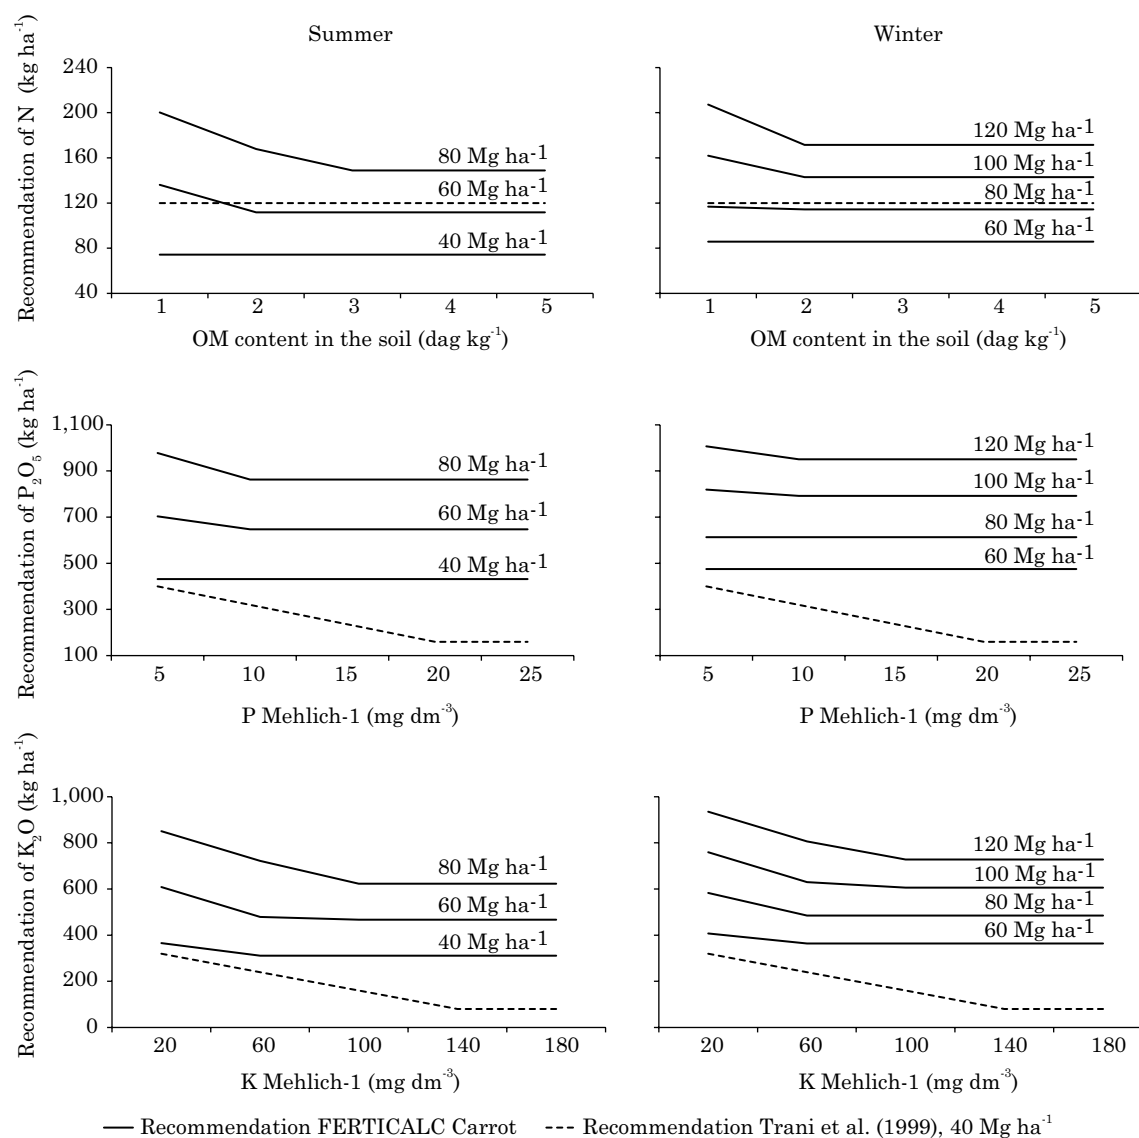 Summer
Winter
Recommendation of N (kg ha-1)
240
200
160
120
80
40
80 Mg ha-1
60 Mg ha-1
40 Mg ha-1
1 2 3 4 5
OM content in the soil (dag kg-1)
120 Mg ha-1
100 Mg ha-1
80 Mg ha-1
60 Mg ha-1
1 2 3 4 5
OM content in the soil (dag kg-1)
Recommendation of P2O5 (kg ha-1)
1,100
900
700
500
300
100
80 Mg ha-1
60 Mg ha-1
40 Mg ha-1
5 10 15 20 25
P Mehlich-1 (mg dm-3)
120 Mg ha-1
100 Mg ha-1
80 Mg ha-1
60 Mg ha-1
5 10 15 20 25
P Mehlich-1 (mg dm-3)
Recommendation of K2O (kg ha-1)
1,000
800
600
400
200
0
80 Mg ha-1
60 Mg ha-1
40 Mg ha-1
20 60 100 140 180
K Mehlich-1 (mg dm-3)
120 Mg ha-1
100 Mg ha-1
80 Mg ha-1
60 Mg ha-1
20 60 100 140 180
K Mehlich-1 (mg dm-3)
Recommendation FERTICALC Carrot
Recommendation Trani et al. (1999), 40 Mg ha-1